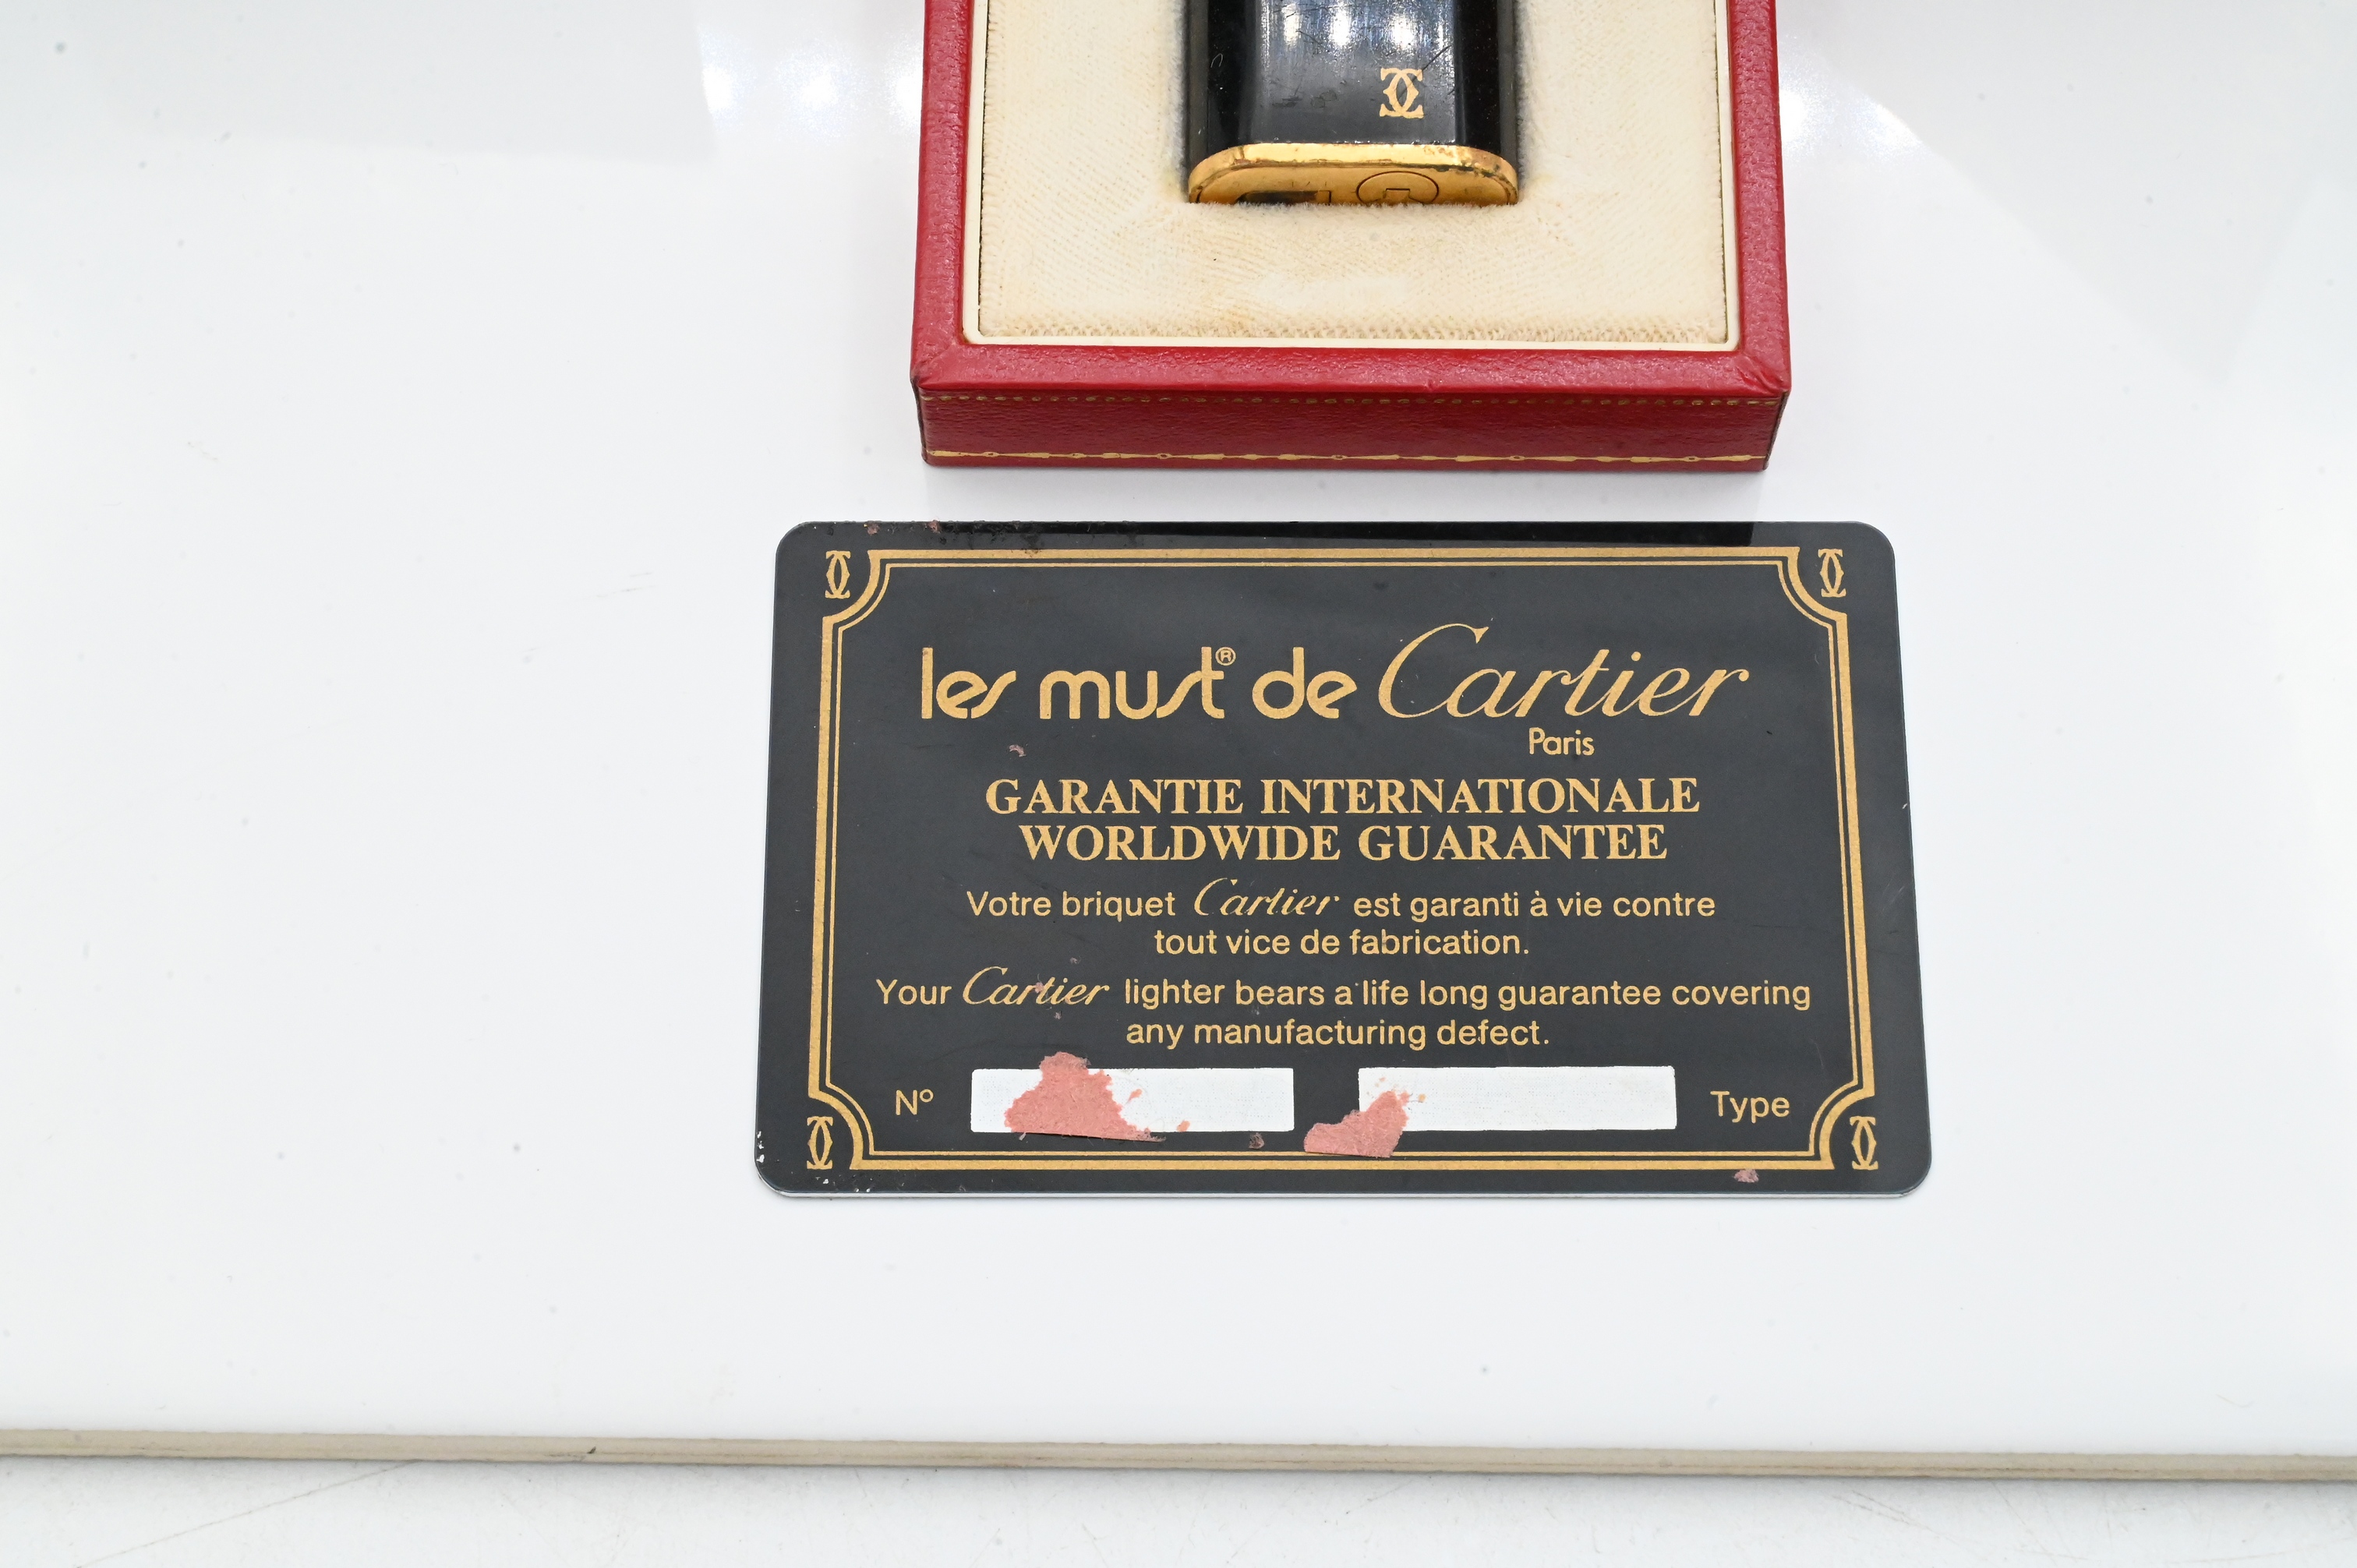 les must® de Cartier
Paris
GARANTIE INTERNATIONALE
WORLDWIDE GUARANTEE
Votre briquet Cartier est garanti à vie contre
tout vice de fabrication.
Your Cartier lighter bears a life long guarantee covering
any manufacturing defect.
Nº Type